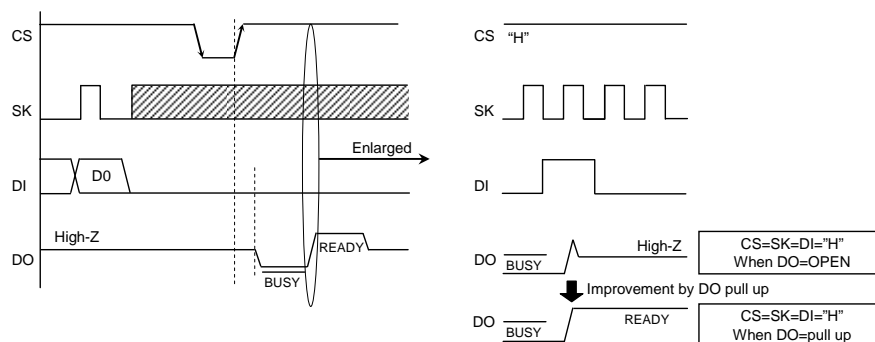 CS
SK
DI
D0
DO
High-Z
BUSY
READY
Enlarged
CS
“H”
SK
DI
DO
BUSY
High-Z
CS=SK=DI=”H”
When DO=OPEN
Improvement by DO pull up
DO
BUSY
READY
CS=SK=DI=”H”
When DO=pull up